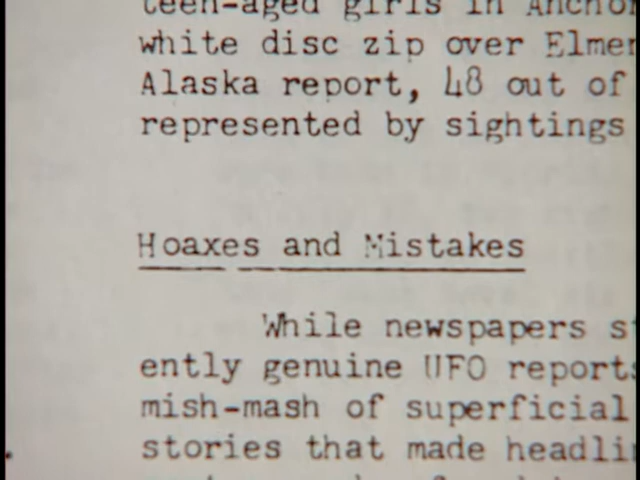 teen-aged girls in Anchor
white disc zip over Elmer
Alaska report, 48 out of
represented by sightings
Hoaxes and Mistakes
While newspapers s
ently genuine UFO reports
mish-mash of superficial
stories that made headli